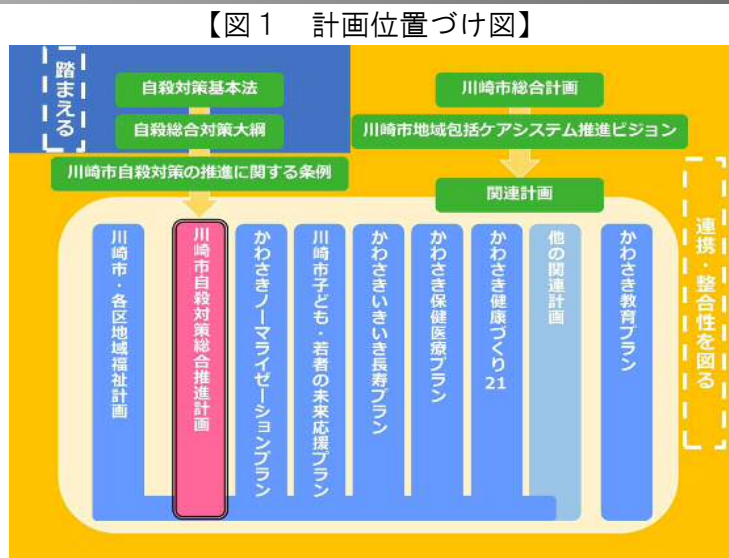 【図１　計画位置づけ図】
踏まえる
自殺対策基本法
自殺総合対策大綱
川崎市自殺対策の推進に関する条例
川崎市総合計画
川崎市地域包括ケアシステム推進ビジョン
関連計画
連携・整合性を図る
川崎市・各区地域福祉計画
川崎市自殺対策総合推進計画
かわさきノーマライゼーションプラン
川崎市子ども・若者の未来応援プラン
かわさきいきいき長寿プラン
かわさき保健医療プラン
かわさき健康づくり21
他の関連計画
かわさき教育プラン